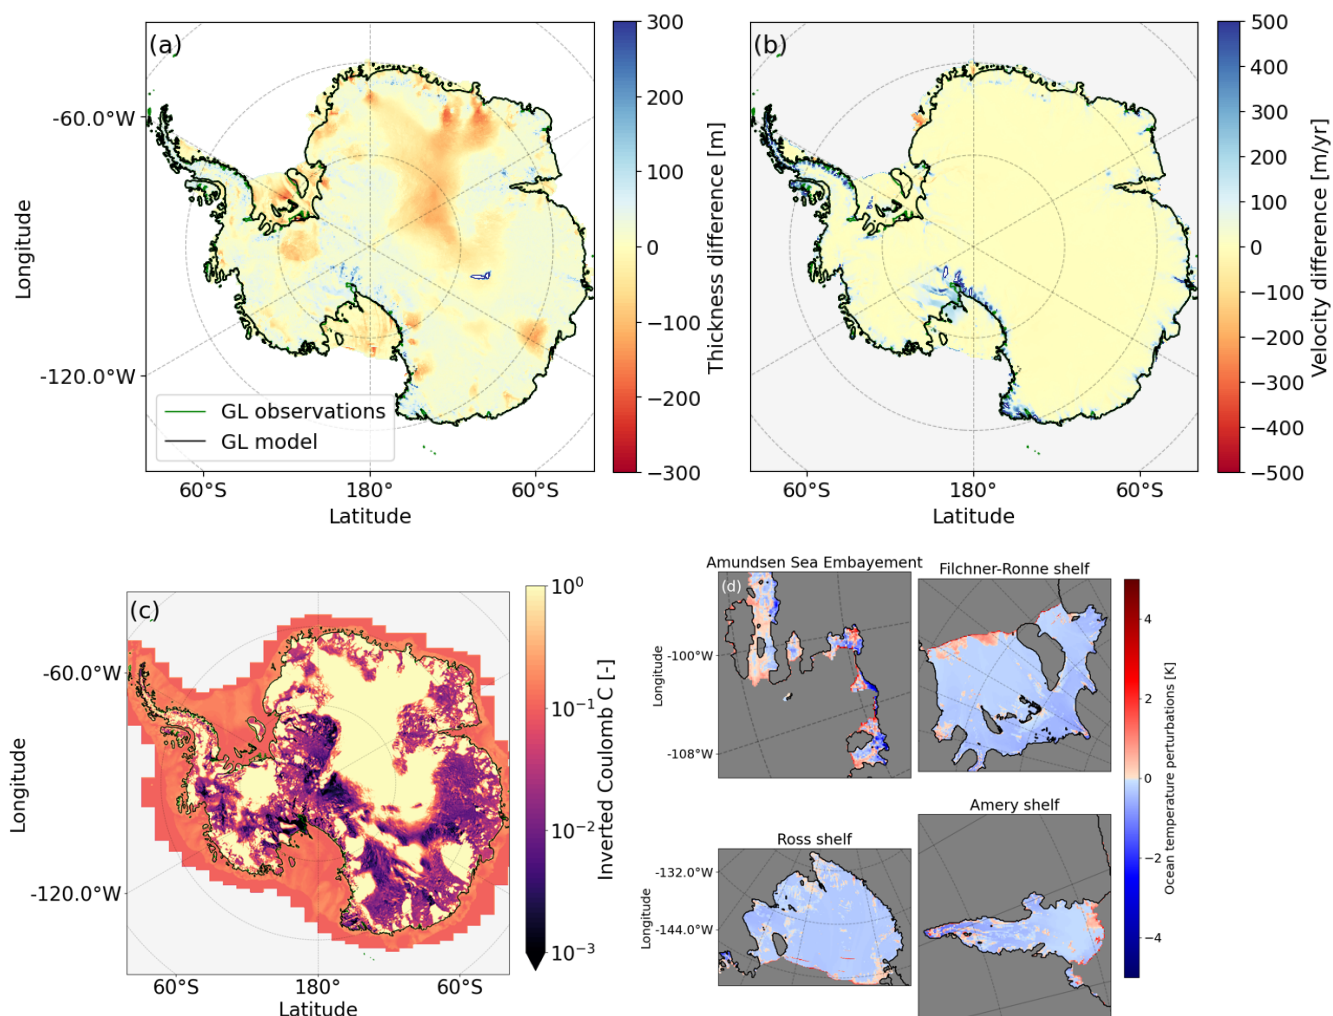 (a)
-60.0°W
-120.0°W
Longitude
GL observations
GL model
60°S
180°
60°S
Latitude
300
200
100
0
−100
−200
−300
Thickness difference [m]
(b)
60°S
180°
60°S
Latitude
500
400
300
200
100
0
−100
−200
−300
−400
−500
Velocity difference [m/yr]
(c)
-60.0°W
-120.0°W
Longitude
60°S
180°
60°S
Latitude
10⁰
10⁻¹
10⁻²
10⁻³
Inverted Coulomb C [-]
Amundsen Sea Embayement
(d)
-100°W
-108°W
Longitude
Filchner-Ronne shelf
Ross shelf
-132.0°W
-144.0°W
Longitude
Amery shelf
4
2
0
−2
−4
Ocean temperature perturbations [K]